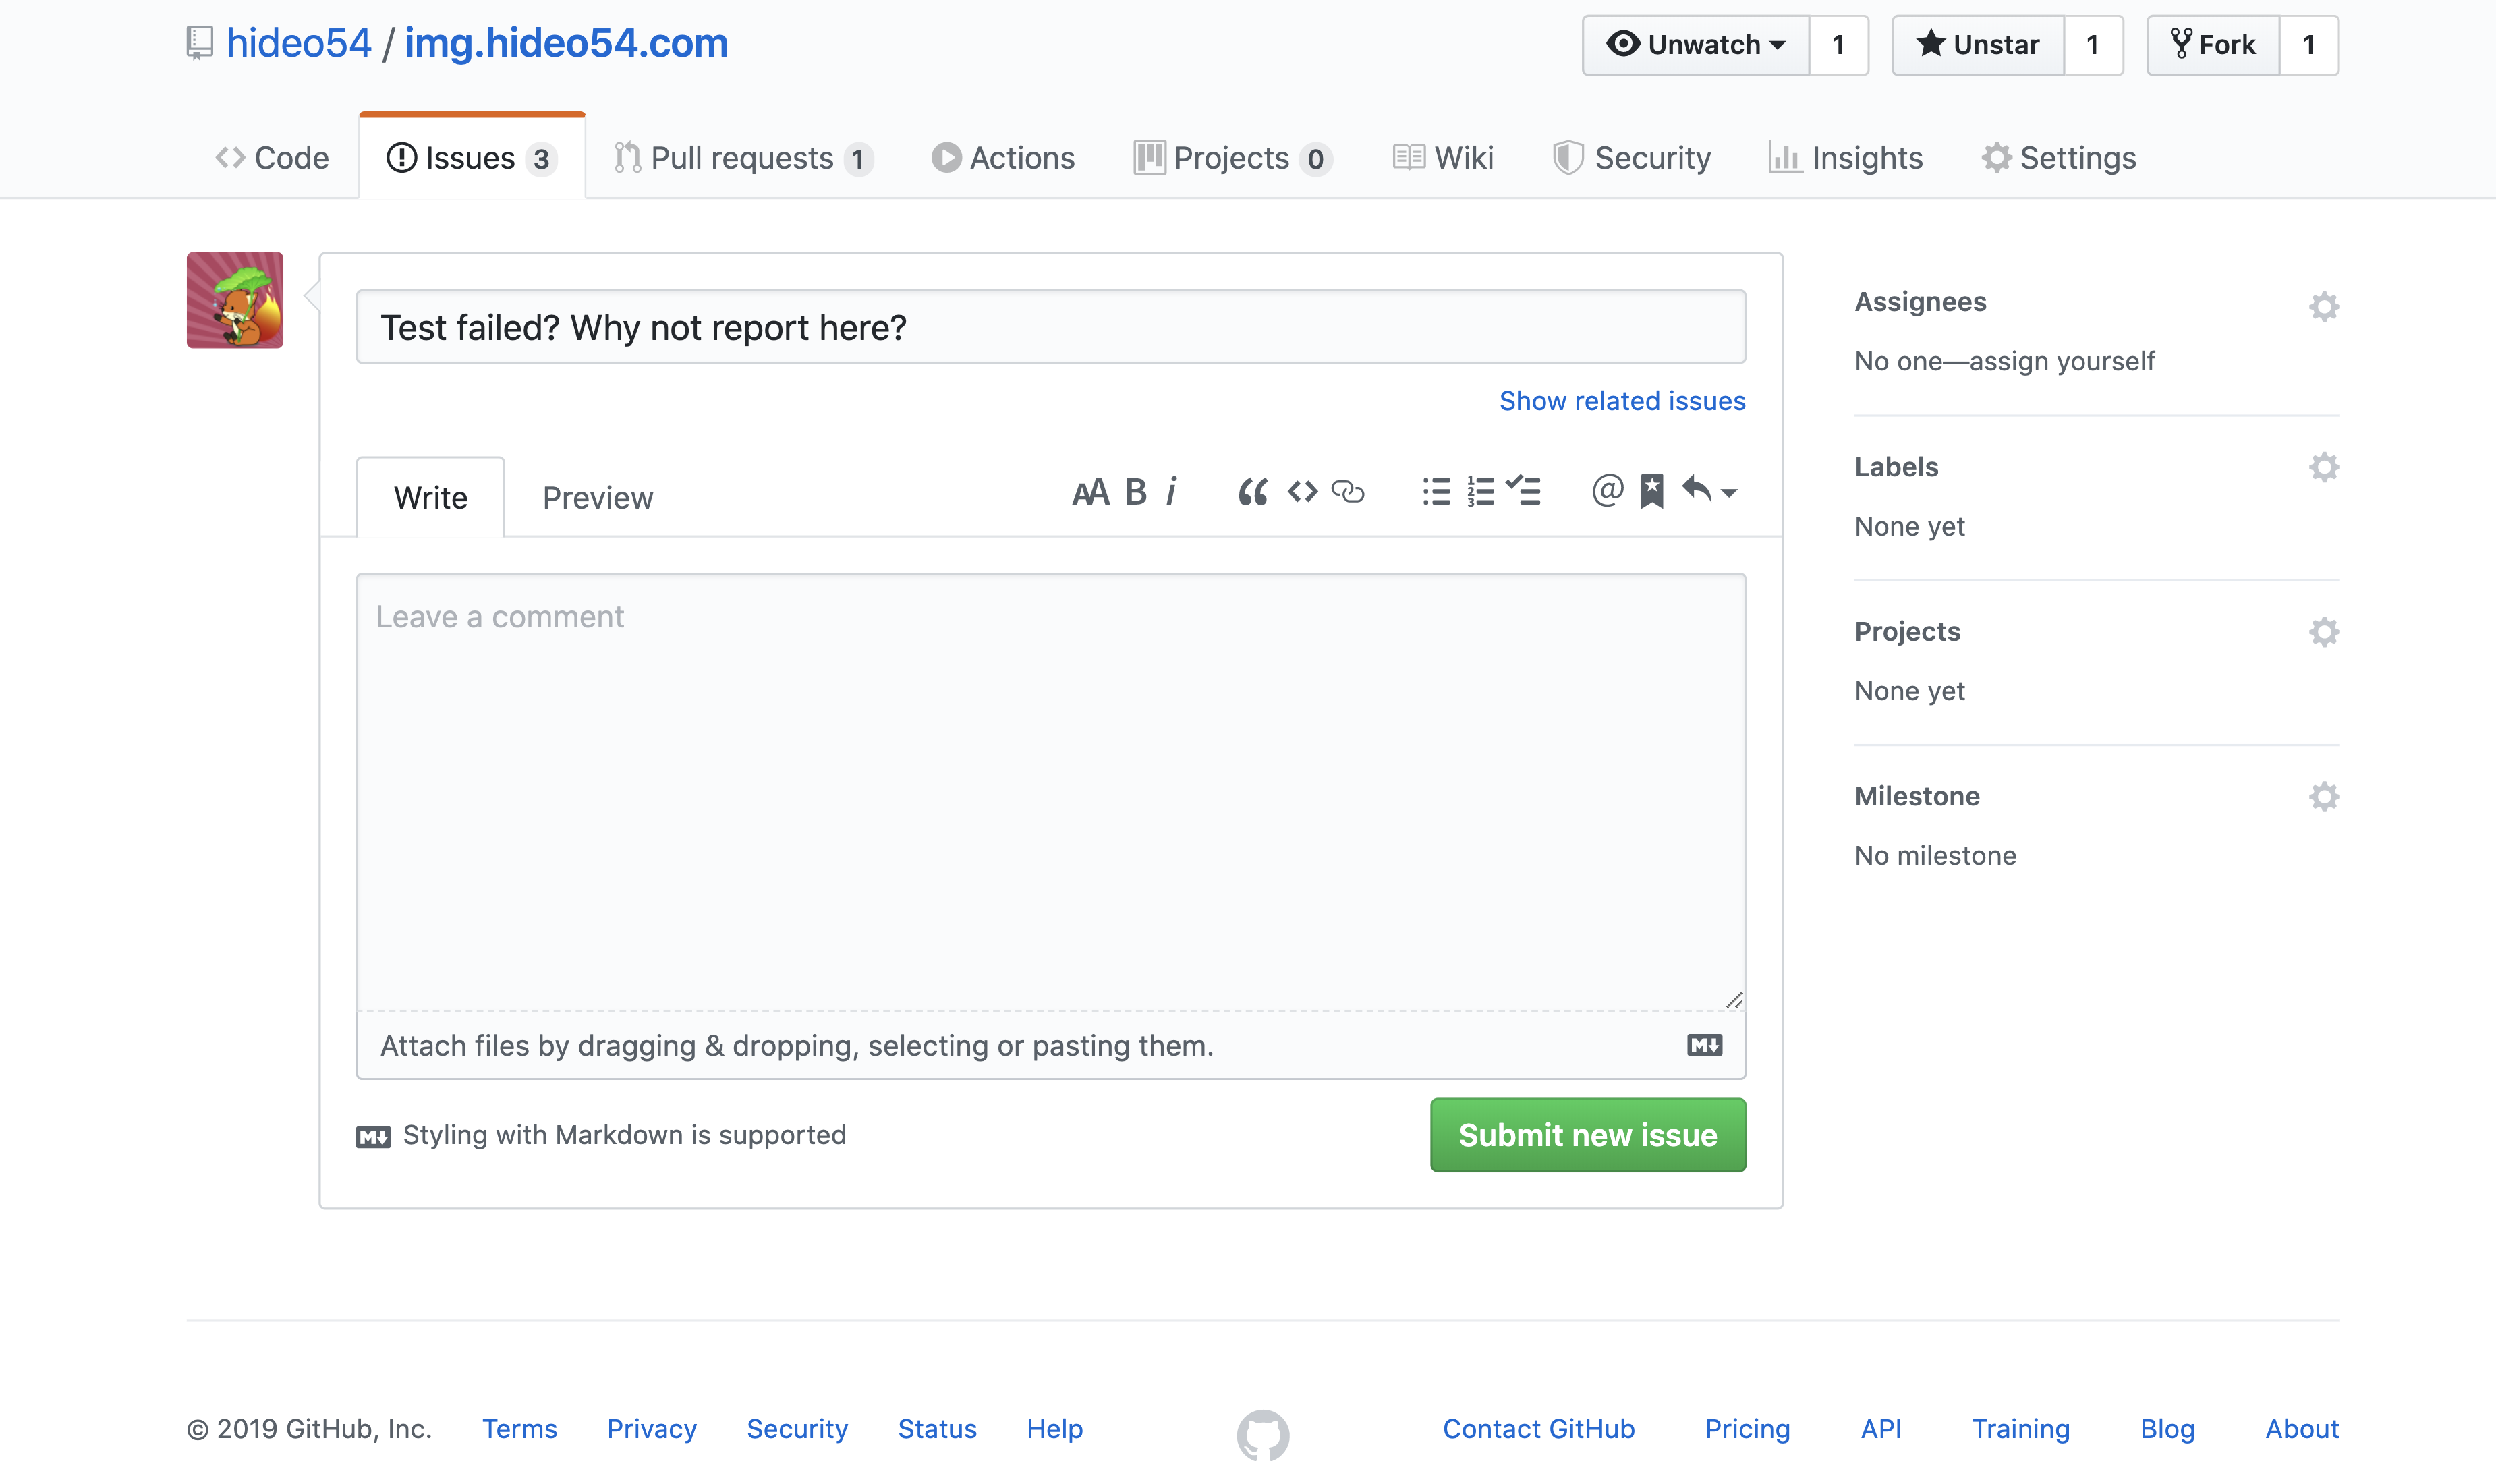 hideo54 / img.hideo54.com
Unwatch 1 Unstar 1 Fork 1
Code Issues 3 Pull requests 1 Actions Projects 0 Wiki Security Insights Settings
Test failed? Why not report here?
Show related issues
Write Preview
Leave a comment
Attach files by dragging & dropping, selecting or pasting them.
Styling with Markdown is supported
Submit new issue
Assignees
No one—assign yourself
Labels
None yet
Projects
None yet
Milestone
No milestone
© 2019 GitHub, Inc. Terms Privacy Security Status Help Contact GitHub Pricing API Training Blog About